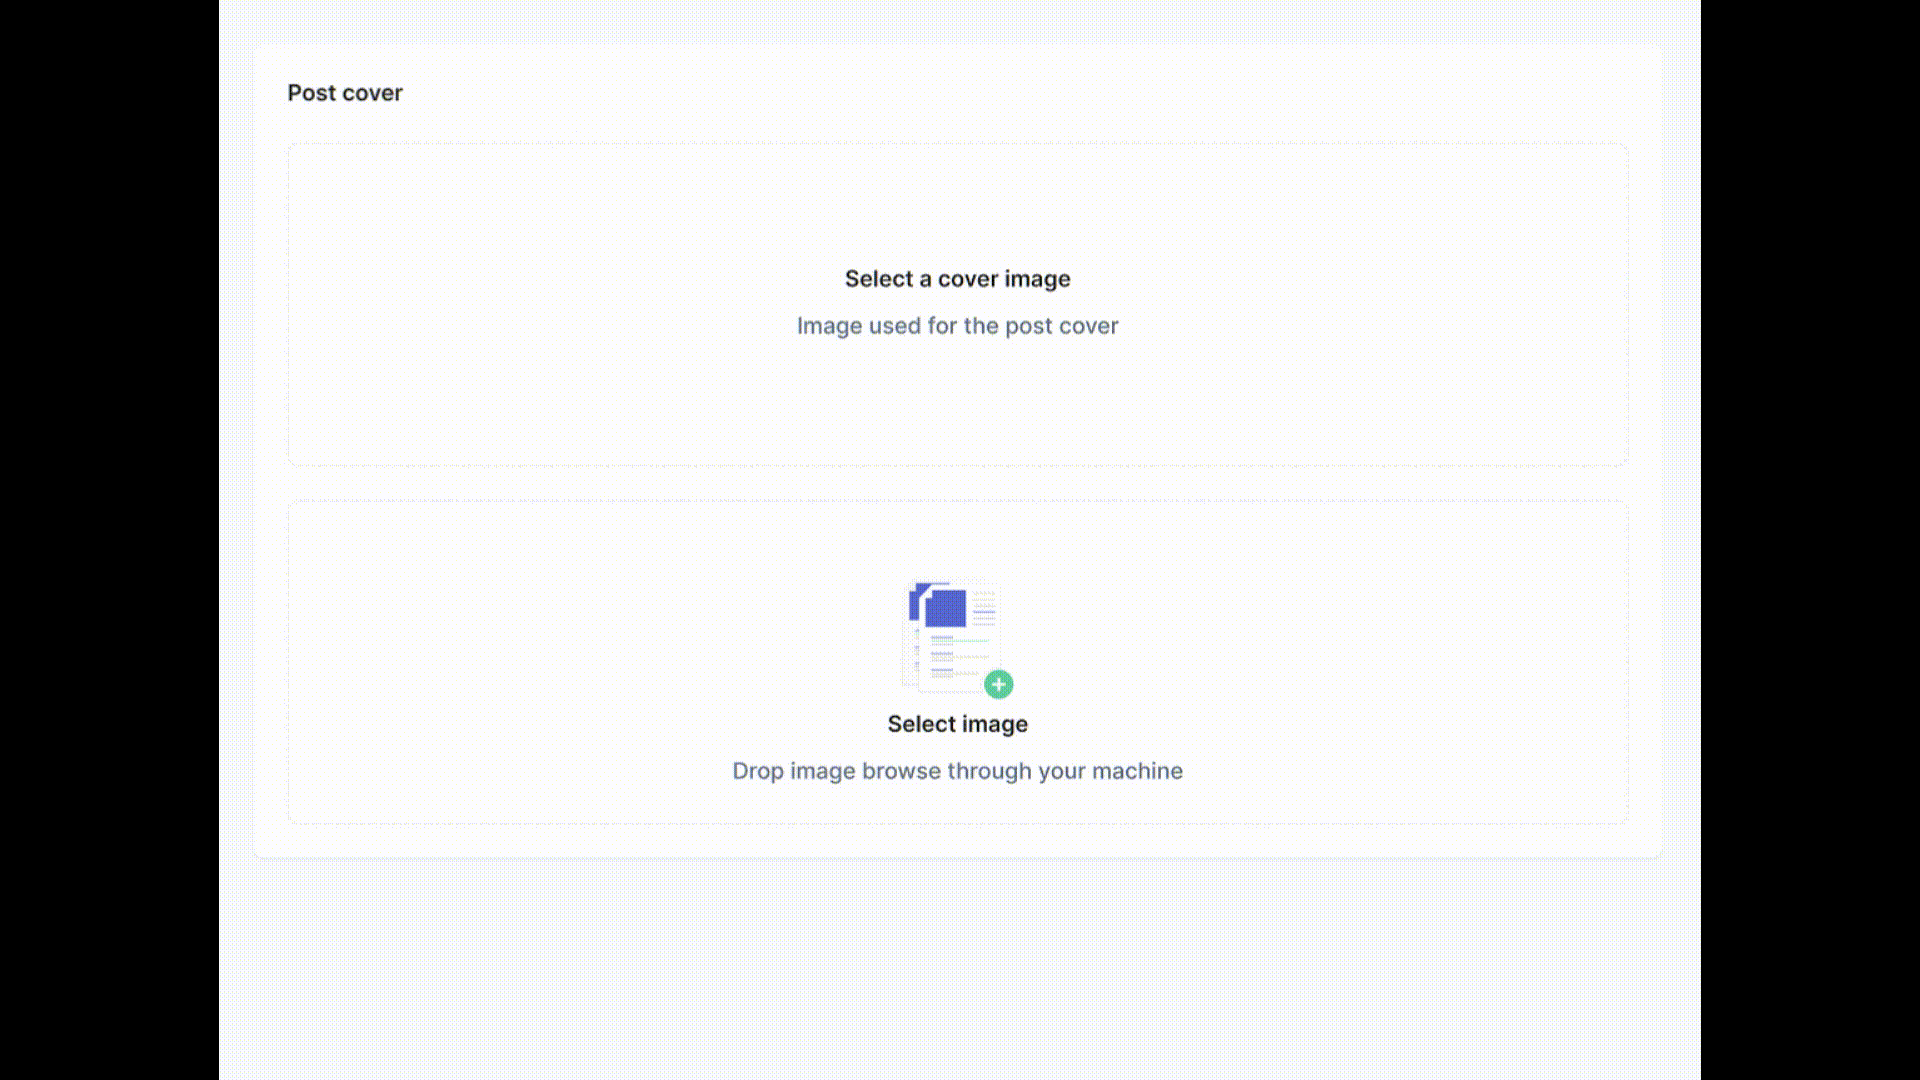 Post cover
Select a cover image
Image used for the post cover
Select image
Drop image browse through your machine